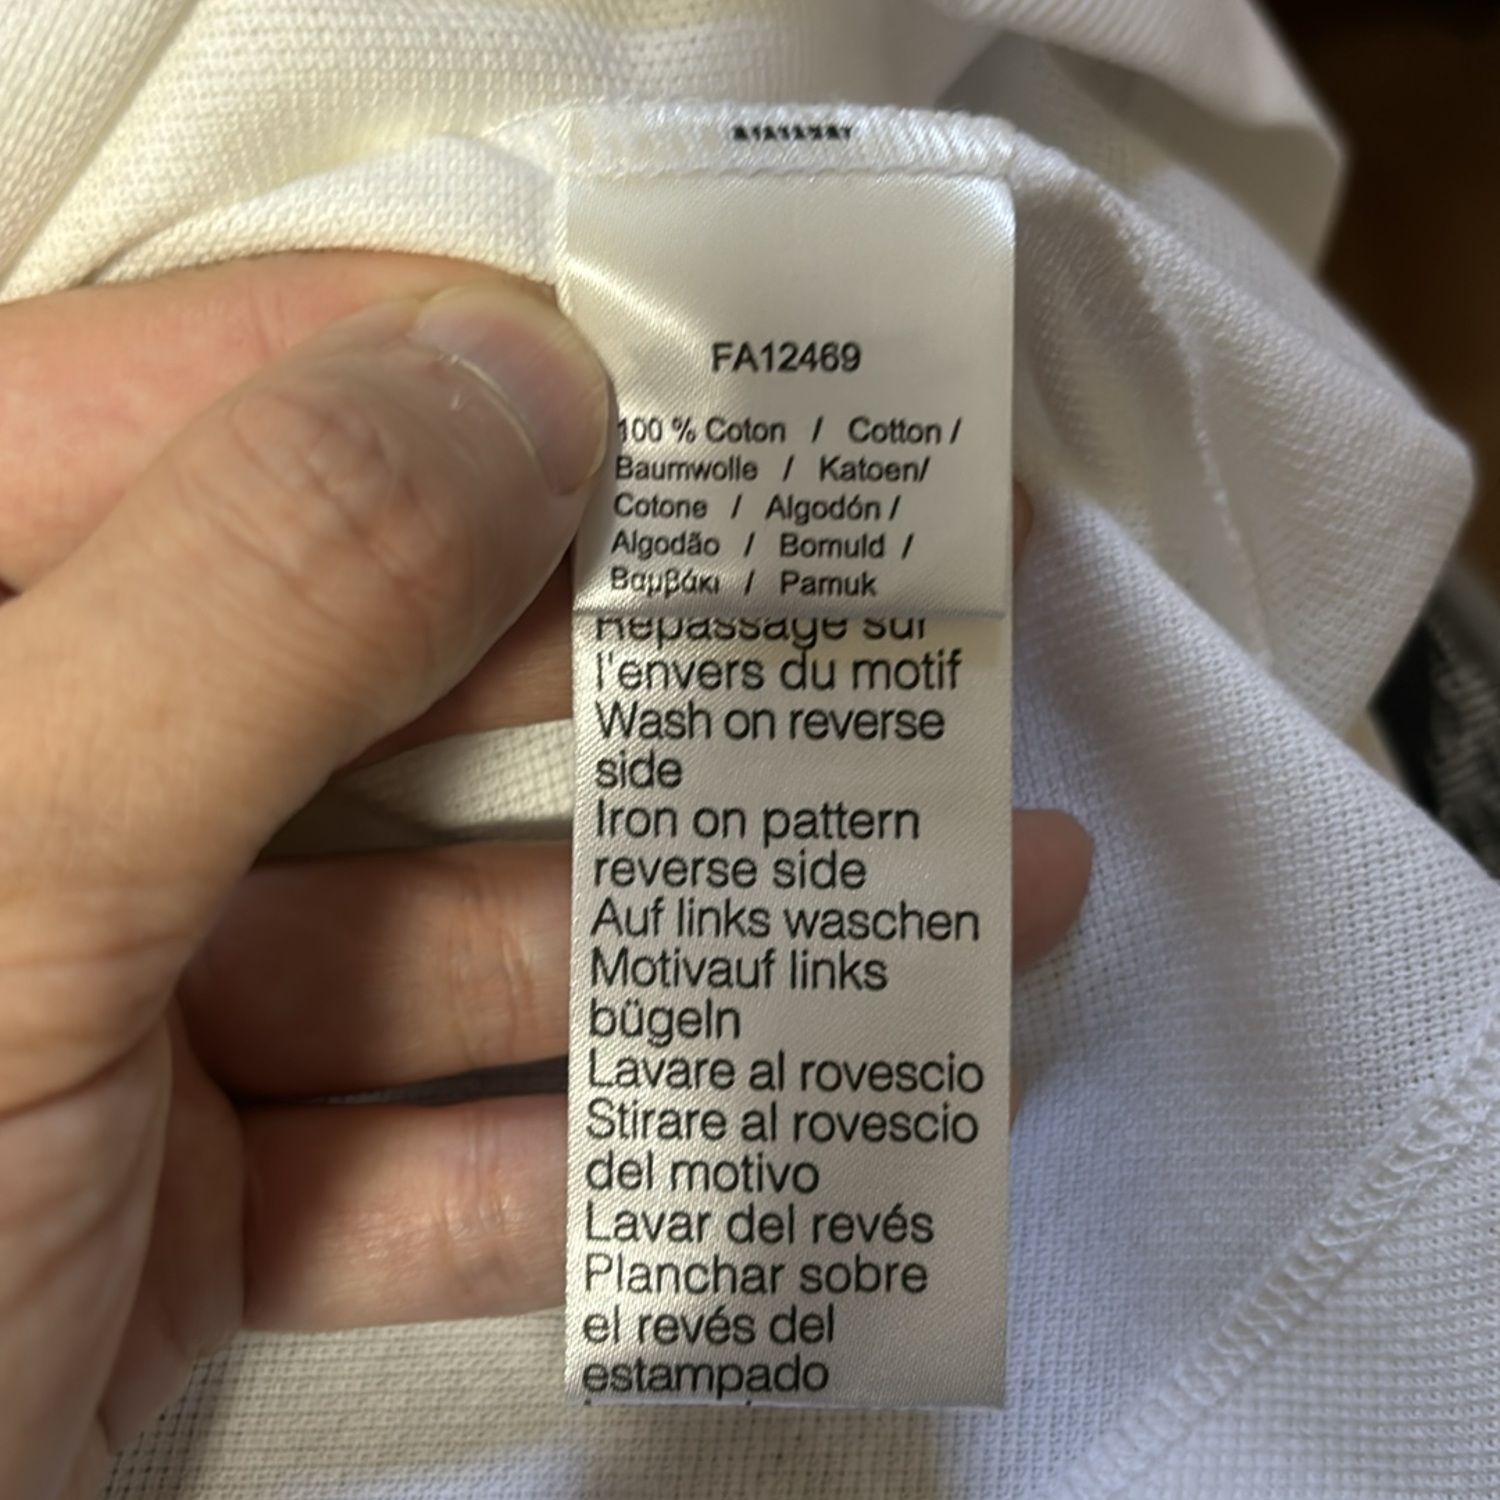 FA12469
100 % Coton / Cotton /
Baumwolle / Katoen/
Cotone / Algodón /
Algodão / Bomuld /
Βαμβάκι / Pamuk
Repassage sur
l'envers du motif
Wash on reverse
side
Iron on pattern
reverse side
Auf links waschen
Motivauf links
bügeln
Lavare al rovescio
Stirare al rovescio
del motivo
Lavar del revés
Planchar sobre
el revés del
estampado